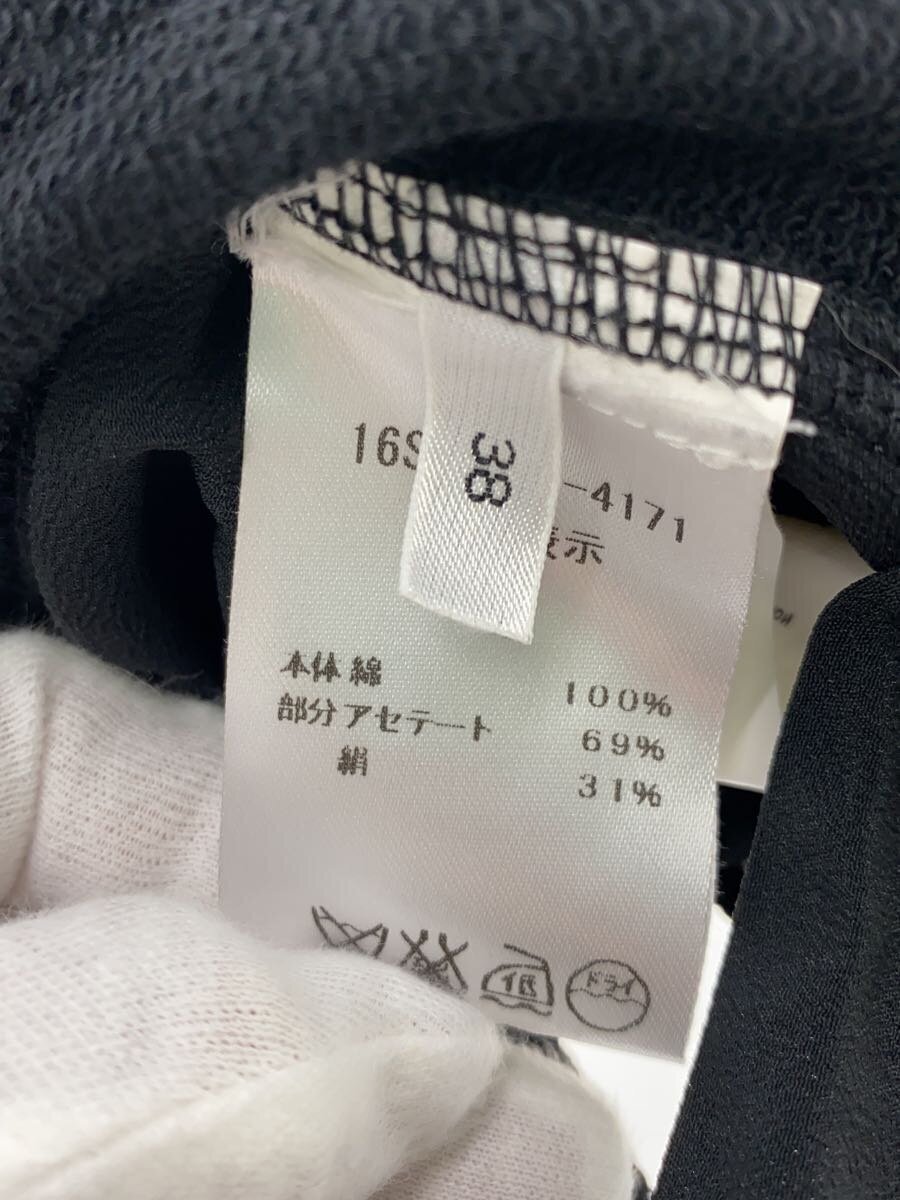 38
16S
-4171
表示
本体 綿 100%
部分アセテート 69%
絹 31%
低
ドライ